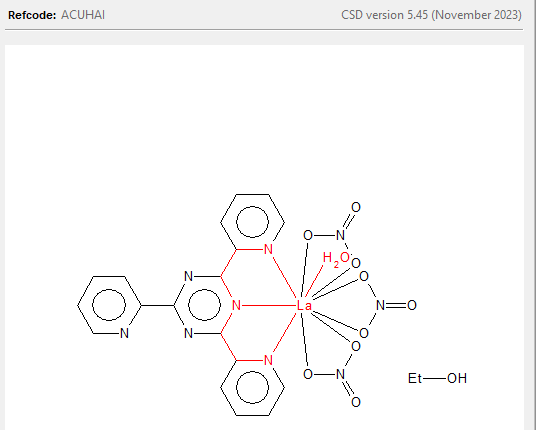 Refcode: ACUHAI CSD version 5.45 (November 2023)
O
O N
H2O
N O
O
N N
N La N O
N N O
N O
O N Et OH
O